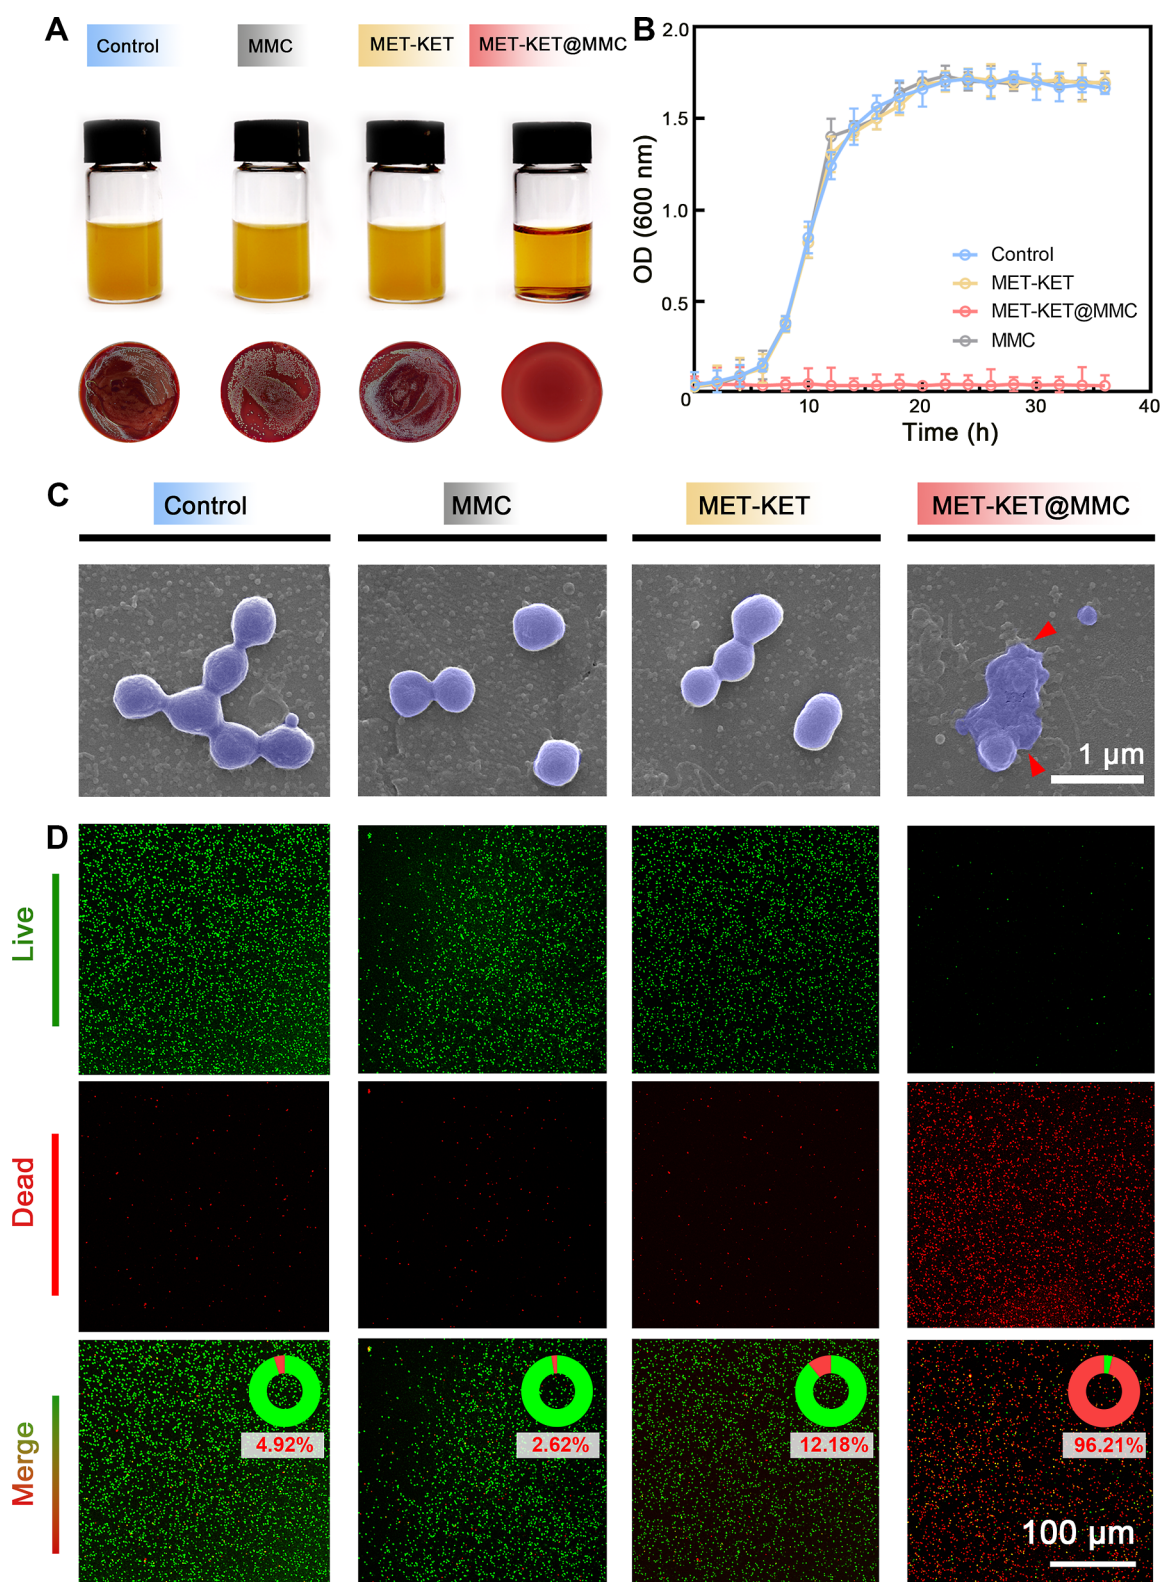 A
Control
MMC
MET-KET
MET-KET@MMC
B
2.0
1.5
1.0
0.5
0
10
20
30
40
OD (600 nm)
Time (h)
Control
MET-KET
MET-KET@MMC
MMC
C
Control
MMC
MET-KET
MET-KET@MMC
1 μm
D
Live
Dead
Merge
4.92%
2.62%
12.18%
96.21%
100 μm